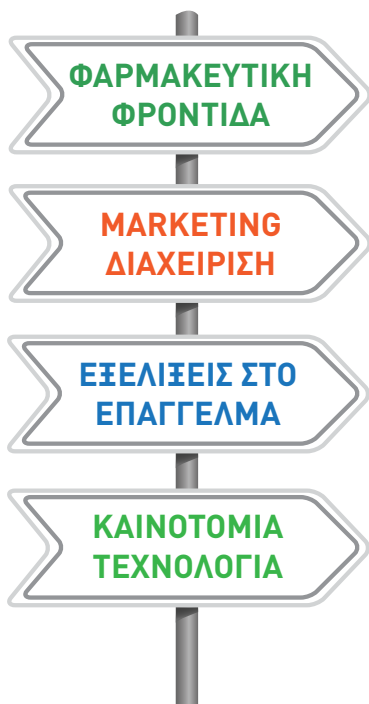 ΦΑΡΜΑΚΕΥΤΙΚΗ
ΦΡΟΝΤΙΔΑ
MARKETING
ΔΙΑΧΕΙΡΙΣΗ
ΕΞΕΛΙΞΕΙΣ ΣΤΟ
ΕΠΑΓΓΕΛΜΑ
ΚΑΙΝΟΤΟΜΙΑ
ΤΕΧΝΟΛΟΓΙΑ